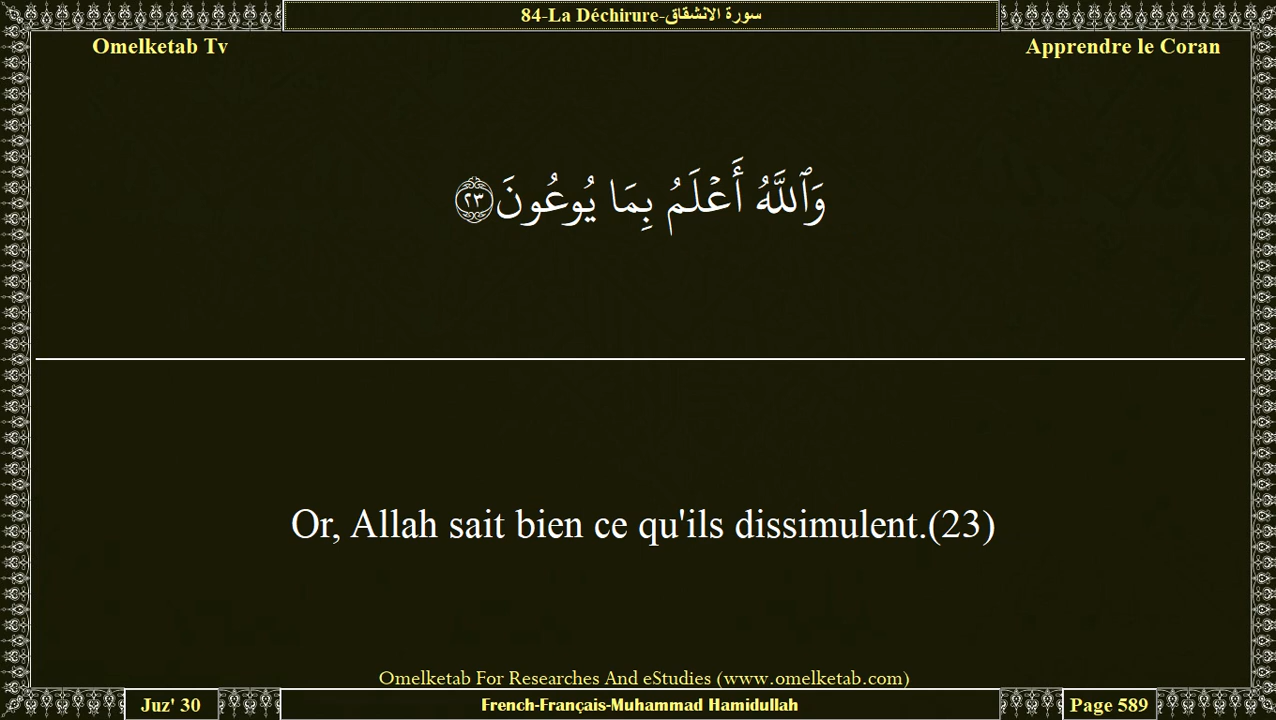 84-La Déchirure-سورة الانشقاق
Omelketab Tv
Apprendre le Coran
وَٱللَّهُ أَعۡلَمُ بِمَا يُوعُونَ ٢٣
Or, Allah sait bien ce qu'ils dissimulent.(23)
Omelketab For Researches And eStudies (www.omelketab.com)
Juz' 30
French-Français-Muhammad Hamidullah
Page 589